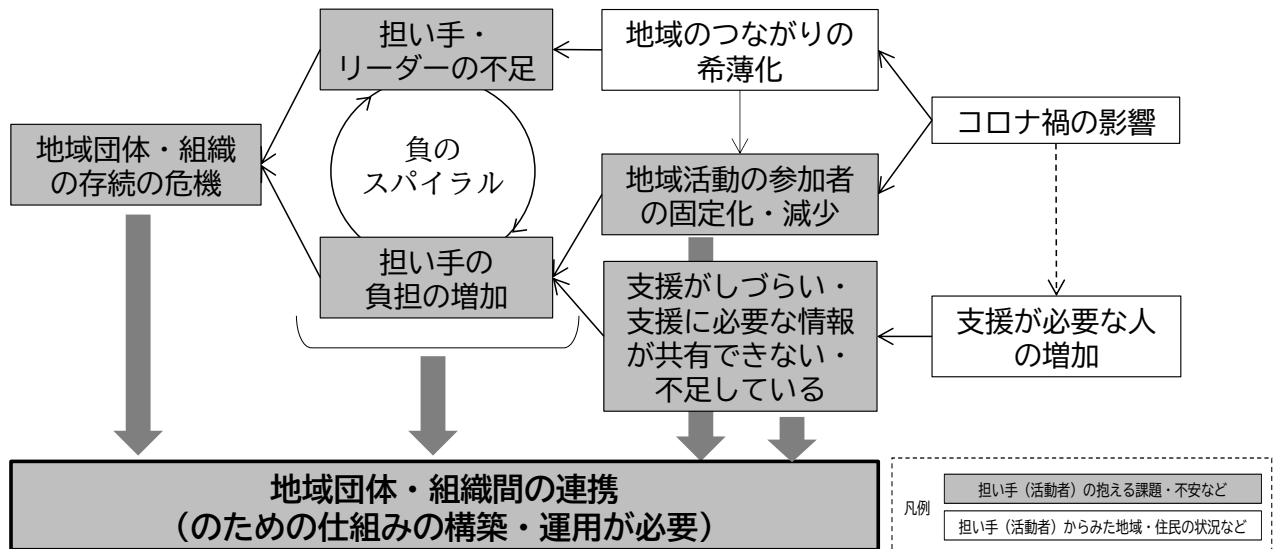 担い手・
リーダーの不足
地域のつながりの
希薄化
コロナ禍の影響
地域団体・組織
の存続の危機
負の
スパイラル
地域活動の参加者
の固定化・減少
担い手の
負担の増加
支援がしづらい・
支援に必要な情報
が共有できない・
不足している
支援が必要な人
の増加
地域団体・組織間の連携
（のための仕組みの構築・運用が必要）
凡例
担い手（活動者）の抱える課題・不安など
担い手（活動者）からみた地域・住民の状況など